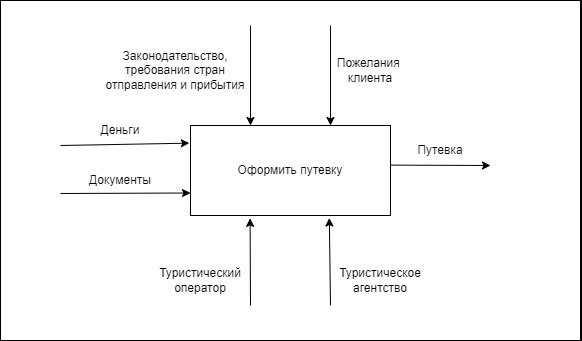 Законодательство,
требования стран
отправления и прибытия
Пожелания
клиента
Деньги
Документы
Оформить путевку
Путевка
Туристический
оператор
Туристическое
агентство